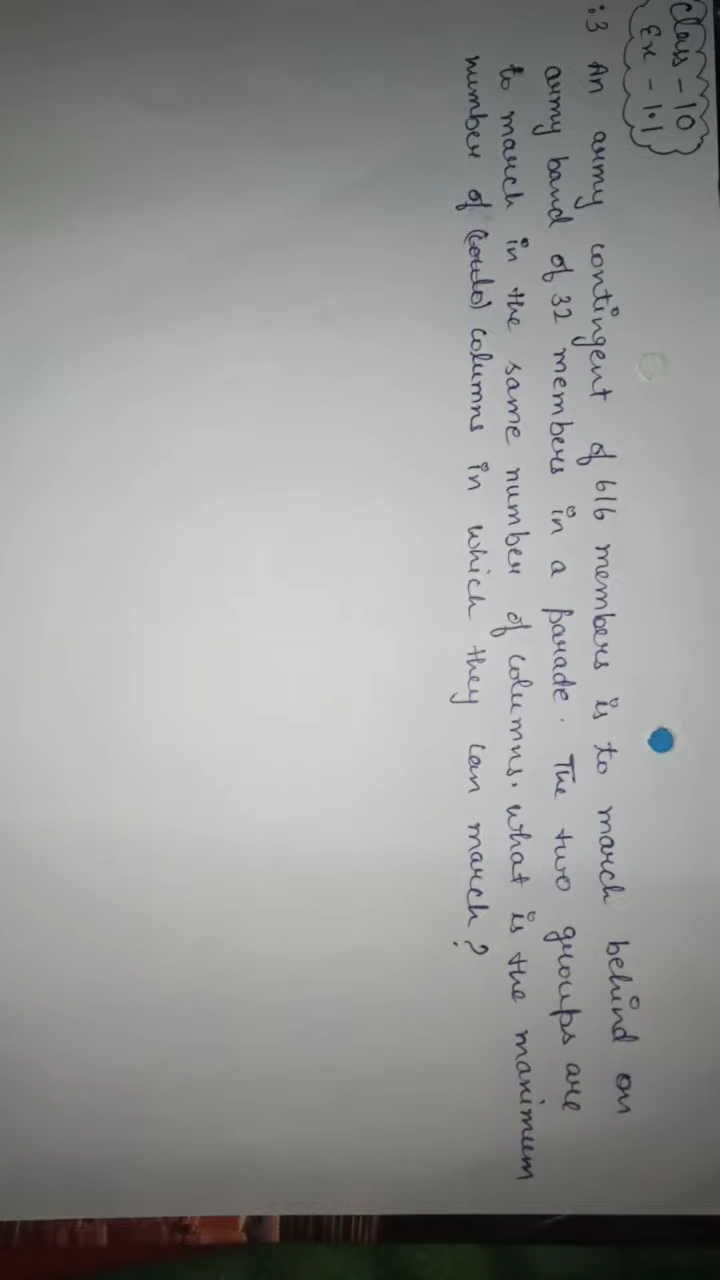 Class - 10
Ex - 1.1
:3 An army contingent of 616 members is to march behind on
army band of 32 members in a parade. The two groups are
to march in the same number of columns. what is the maximum
number of columns in which they can march?